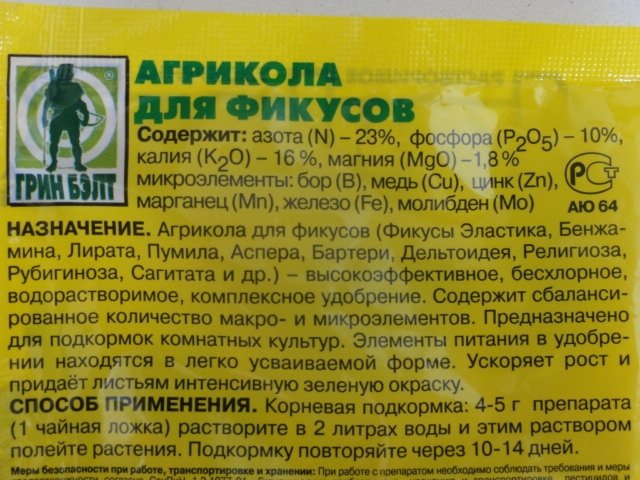 АГРИКОЛА
ДЛЯ ФИКУСОВ
Содержит: азота (N) – 23%, фосфора (P₂O₅) – 10%,
калия (K₂O) – 16 %, магния (MgO) –1,8 %
микроэлементы: бор (B), медь (Cu), цинк (Zn),
марганец (Mn), железо (Fe), молибден (Mo)
ГРИН БЭЛТ
®
РСТ
АЮ 64
НАЗНАЧЕНИЕ. Агрикола для фикусов (Фикусы Эластика, Бенжа-
мина, Лирата, Пумила, Аспера, Бартери, Дельтоидея, Религиоза,
Рубигиноза, Сагитата и др.) – высокоэффективное, бесхлорное,
водорастворимое, комплексное удобрение. Содержит сбаланси-
рованное количество макро- и микроэлементов. Предназначено
для подкормок комнатных культур. Элементы питания в удобре-
нии находятся в легко усваиваемой форме. Ускоряет рост и
придаёт листьям интенсивную зеленую окраску.
СПОСОБ ПРИМЕНЕНИЯ. Корневая подкормка: 4-5 г препарата
(1 чайная ложка) растворите в 2 литрах воды и этим раствором
полейте растения. Подкормку повторяйте через 10-14 дней.
Меры безопасности при работе, транспортировке и хранении: При работе с препаратом необходимо соблюдать требования и меры